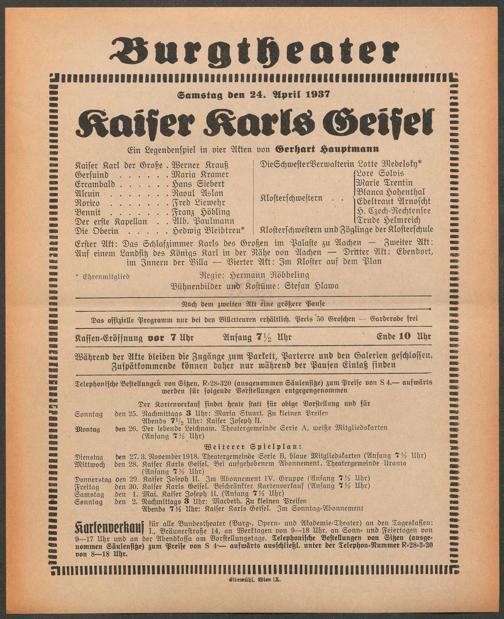 Burgtheater
Samstag den 24. April 1937
Kaiser Karls Geisel
Ein Legendenspiel in vier Akten von Gerhart Hauptmann
Kaiser Karl der Große . Werner Krauß
Gersuind . . . . . . Maria Kramer
Ercambald . . . . . Hans Siebert
Alcuin . . . . . . . Raoul Aslan
Rorico . . . . . . . Fred Liewehr
Bennit . . . . . . . Franz Höbling
Der erste Kapellan . . Alb. Paulmann
Die Oberin . . . . . Hedwig Bleibtreu*
Die Schwester Verwalterin Lotte Medelsky*
Klosterschwestern . .
Lore Solvis
Marie Trentin
Blanca Hohenthal
Edeltraut Arnoscht
H. Czech-Rechtensee
Trude Helmreich
Klosterschwestern und Zöglinge der Klosterschule
Erster Akt: Das Schlafzimmer Karls des Großen im Palaste zu Aachen — Zweiter Akt:
Auf einem Landsitz des Königs Karl in der Nähe von Aachen — Dritter Akt: Ebendort,
im Innern der Villa — Vierter Akt: Im Kloster auf dem Plan
* Ehrenmitglied
Regie: Hermann Röbbeling
Bühnenbilder und Kostüme: Stefan Hlawa
Nach dem zweiten Akt eine größere Pause
Das offizielle Programm nur bei den Billetteuren erhältlich. Preis 50 Groschen — Garderobe frei
Kassen-Eröffnung vor 7 Uhr Anfang 7½ Uhr Ende 10 Uhr
Während der Akte bleiben die Zugänge zum Parkett, Parterre und den Galerien geschlossen.
Zuspätkommende können daher nur während der Pausen Einlaß finden
Telephonische Bestellungen von Sitzen, R-28-320 (ausgenommen Säulensitze) zum Preise von S 4.— aufwärts
werden für folgende Vorstellungen entgegengenommen
Der Kartenverkauf findet heute statt für obige Vorstellung und für
Sonntag den 25. Nachmittags 3 Uhr: Maria Stuart. Zu kleinen Preisen
Abends 7½ Uhr: Kaiser Joseph II.
Montag den 26. Der lebende Leichnam. Theatergemeinde Serie A, weiße Mitgliedskarten
(Anfang 7½ Uhr)
Weiterer Spielplan:
Dienstag den 27. 3. November 1918. Theatergemeinde Serie B, blaue Mitgliedskarten (Anfang 7½ Uhr)
Mittwoch den 28. Kaiser Karls Geisel. Bei aufgehobenem Abonnement. Theatergemeinde Urania
(Anfang 7½ Uhr)
Donnerstag den 29. Kaiser Joseph II. Im Abonnement IV. Gruppe (Anfang 7½ Uhr)
Freitag den 30. Kaiser Karls Geisel. Beschränkter Kartenverkauf (Anfang 7½ Uhr)
Samstag den 1. Mai. Kaiser Joseph II. (Anfang 7½ Uhr)
Sonntag den 2. Nachmittags 3 Uhr: Macbeth. Zu kleinen Preisen
Abends 7½ Uhr: Kaiser Karls Geisel. Im Sonntag-Abonnement
Kartenverkauf für alle Bundestheater (Burg-, Opern- und Akademie-Theater) an den Tageskassen:
I., Bräunerstraße 14, an Werktagen von 9—18 Uhr, an Sonn- und Feiertagen von
9—17 Uhr und an der Abendkassa am Vorstellungstage. Telephonische Bestellungen von Sitzen (ausge-
nommen Säulensitze) zum Preise von S 4— aufwärts ausschließl. unter der Telephon-Nummer R-28-3-20
von 8—18 Uhr.
Elbemühl, Wien IX.